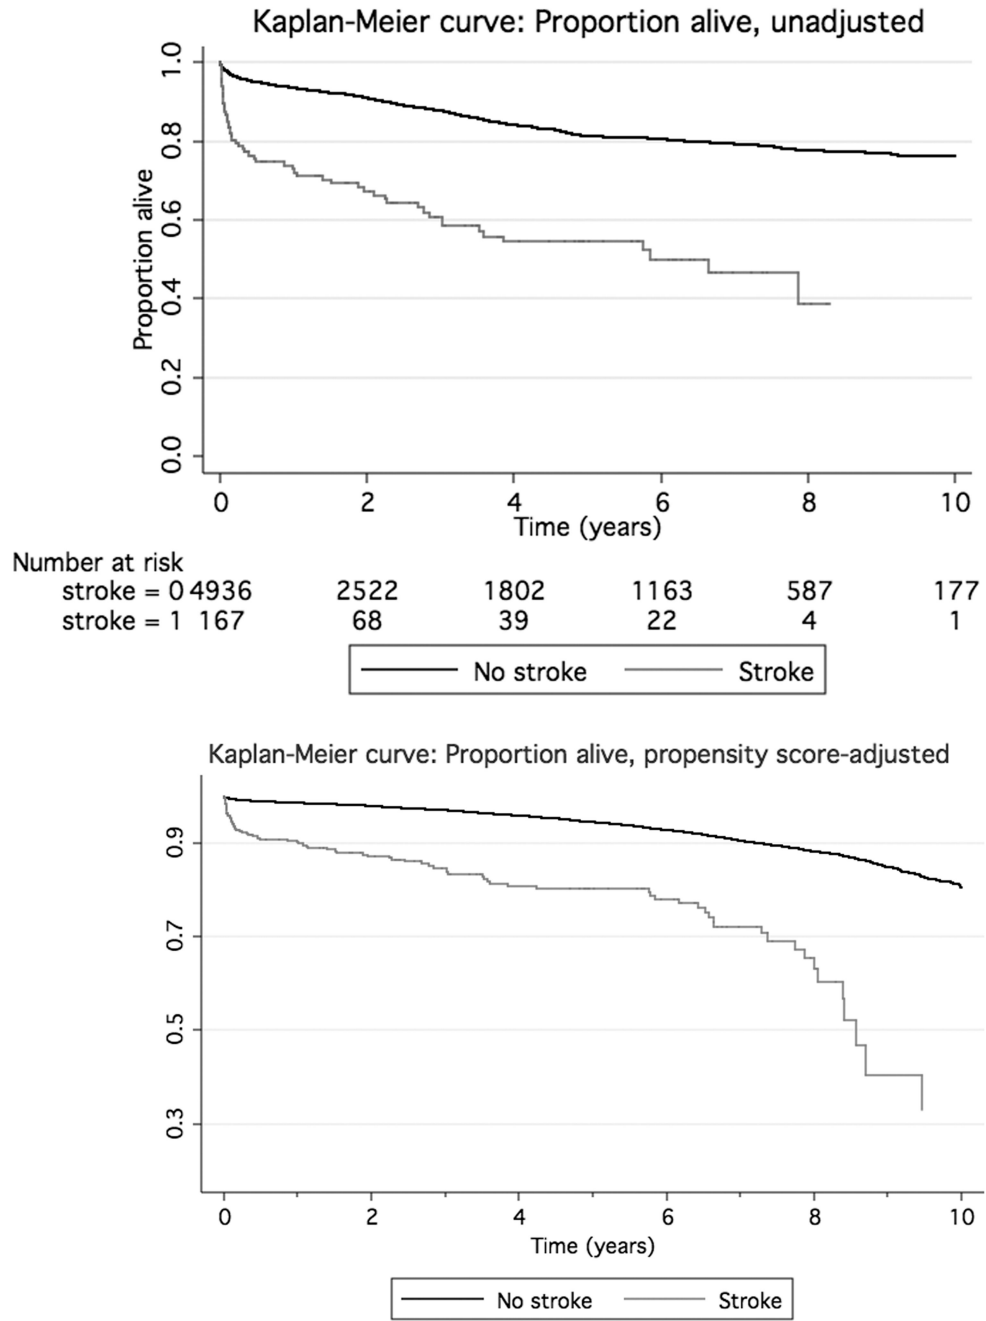 Kaplan-Meier curve: Proportion alive, unadjusted
Proportion alive
1.0
0.8
0.6
0.4
0.2
0.0
0 2 4 6 8 10
Time (years)
Number at risk
stroke = 0 4936 2522 1802 1163 587 177
stroke = 1 167 68 39 22 4 1
No stroke Stroke
Kaplan-Meier curve: Proportion alive, propensity score-adjusted
0.9
0.7
0.5
0.3
0 2 4 6 8 10
Time (years)
No stroke Stroke